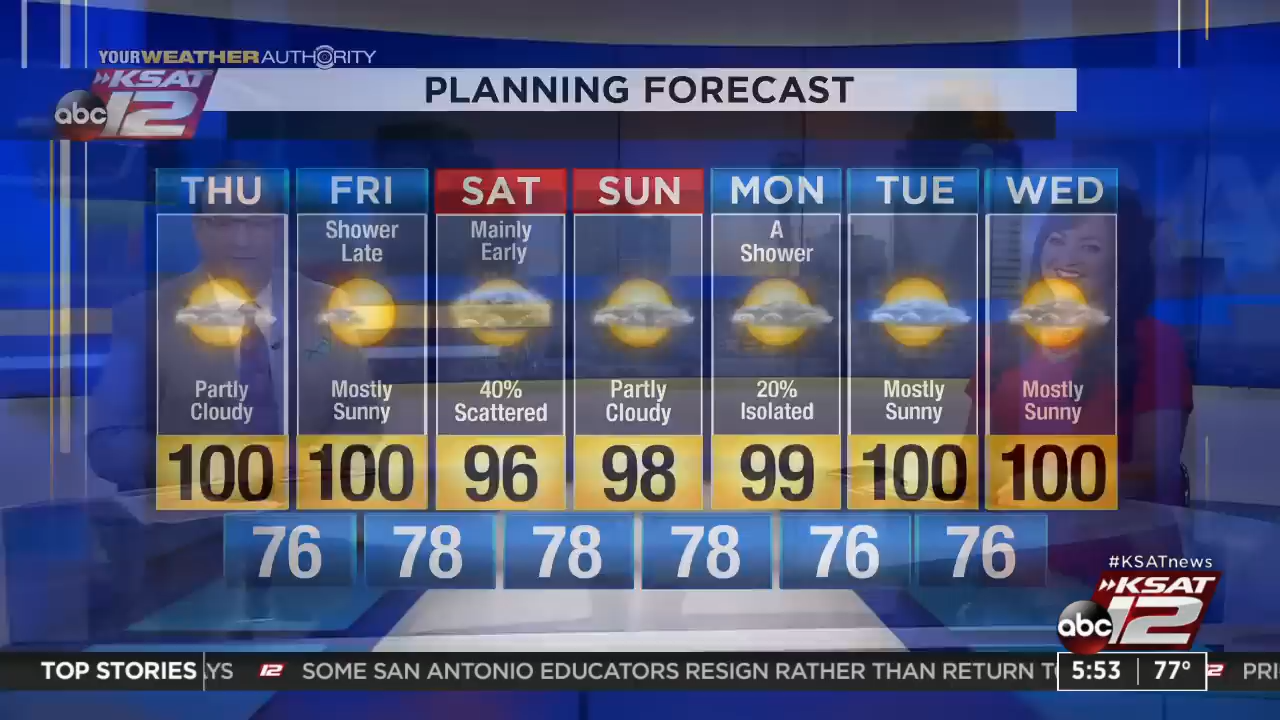 YOURWEATHERAUTHORITY
KSAT
abc 12
PLANNING FORECAST
THU FRI SAT SUN MON TUE WED
Shower Late
Mainly Early
A Shower
Partly Cloudy
Mostly Sunny
40% Scattered
Partly Cloudy
20% Isolated
Mostly Sunny
Mostly Sunny
100 100 96 98 99 100 100
76 78 78 78 76 76
#KSATnews
KSAT
abc 12
TOP STORIES YS 12 SOME SAN ANTONIO EDUCATORS RESIGN RATHER THAN RETURN 5:53 77° PRI